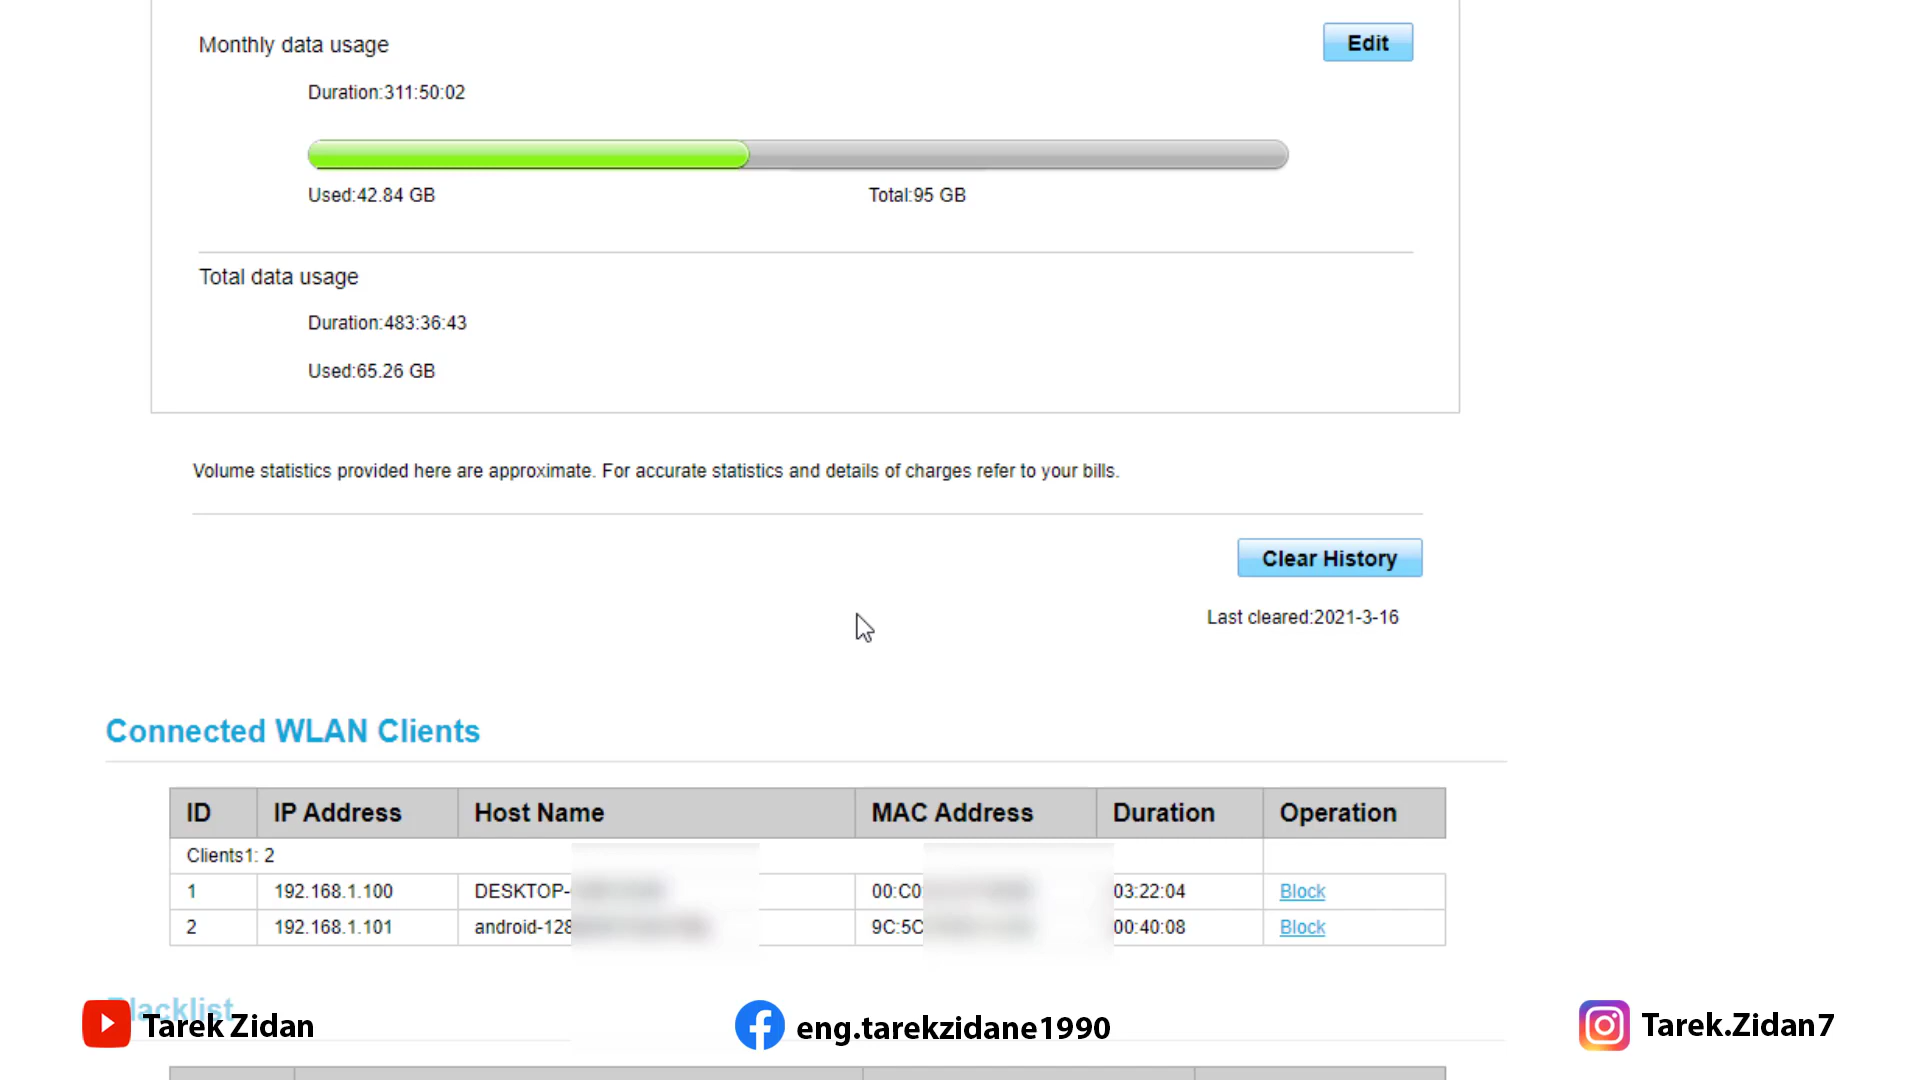 Monthly data usage
Edit
Duration:311:50:02
Used:42.84 GB
Total:95 GB
Total data usage
Duration:483:36:43
Used:65.26 GB
Volume statistics provided here are approximate. For accurate statistics and details of charges refer to your bills.
Clear History
Last cleared:2021-3-16
Connected WLAN Clients
ID IP Address Host Name MAC Address Duration Operation
Clients1: 2
1 192.168.1.100 DESKTOP- 00:C0 03:22:04 Block
2 192.168.1.101 android-128 9C:5C 00:40:08 Block
Blacklist
Tarek Zidan
eng.tarekzidane1990
Tarek.Zidan7